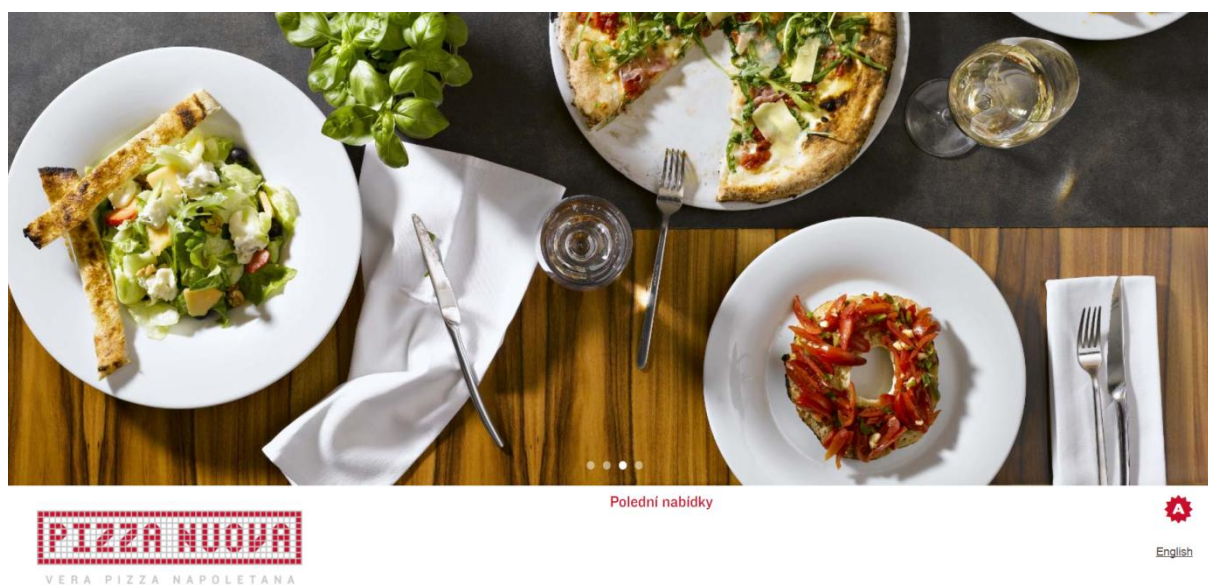 Polední nabídky
A
PIZZA NUOVA
English
VERA PIZZA NAPOLETANA